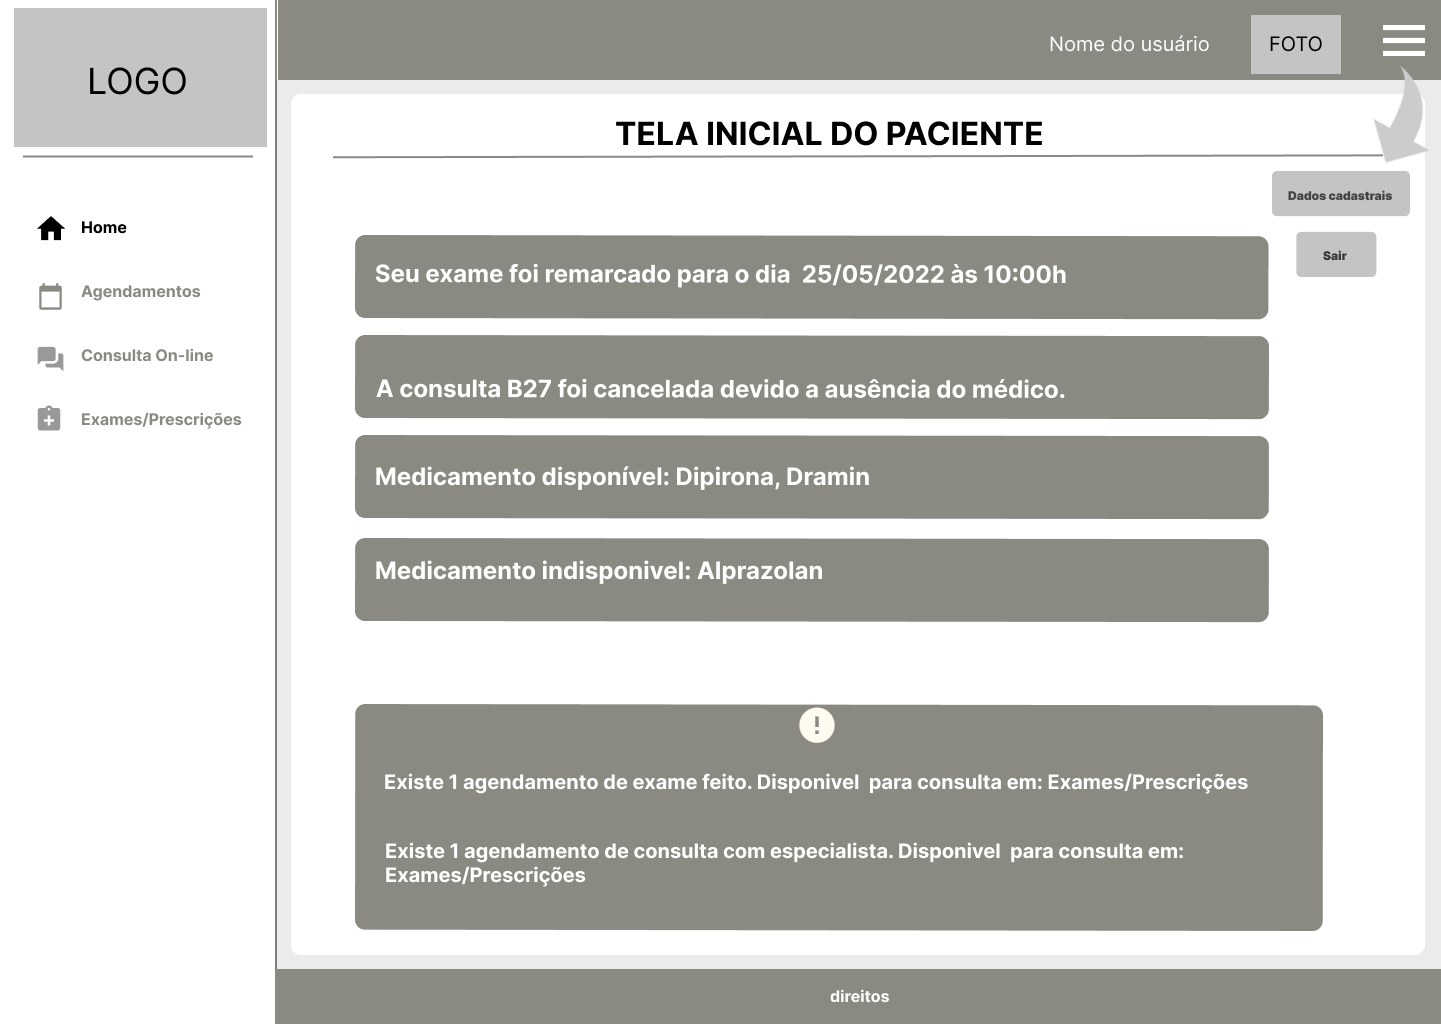 LOGO
Nome do usuário
FOTO
TELA INICIAL DO PACIENTE
Dados cadastrais
Sair
Home
Agendamentos
Consulta On-line
Exames/Prescrições
Seu exame foi remarcado para o dia  25/05/2022 às 10:00h
A consulta B27 foi cancelada devido a ausência do médico.
Medicamento disponível: Dipirona, Dramin
Medicamento indisponivel: Alprazolan
Existe 1 agendamento de exame feito. Disponivel  para consulta em: Exames/Prescrições
Existe 1 agendamento de consulta com especialista. Disponivel  para consulta em:
Exames/Prescrições
direitos